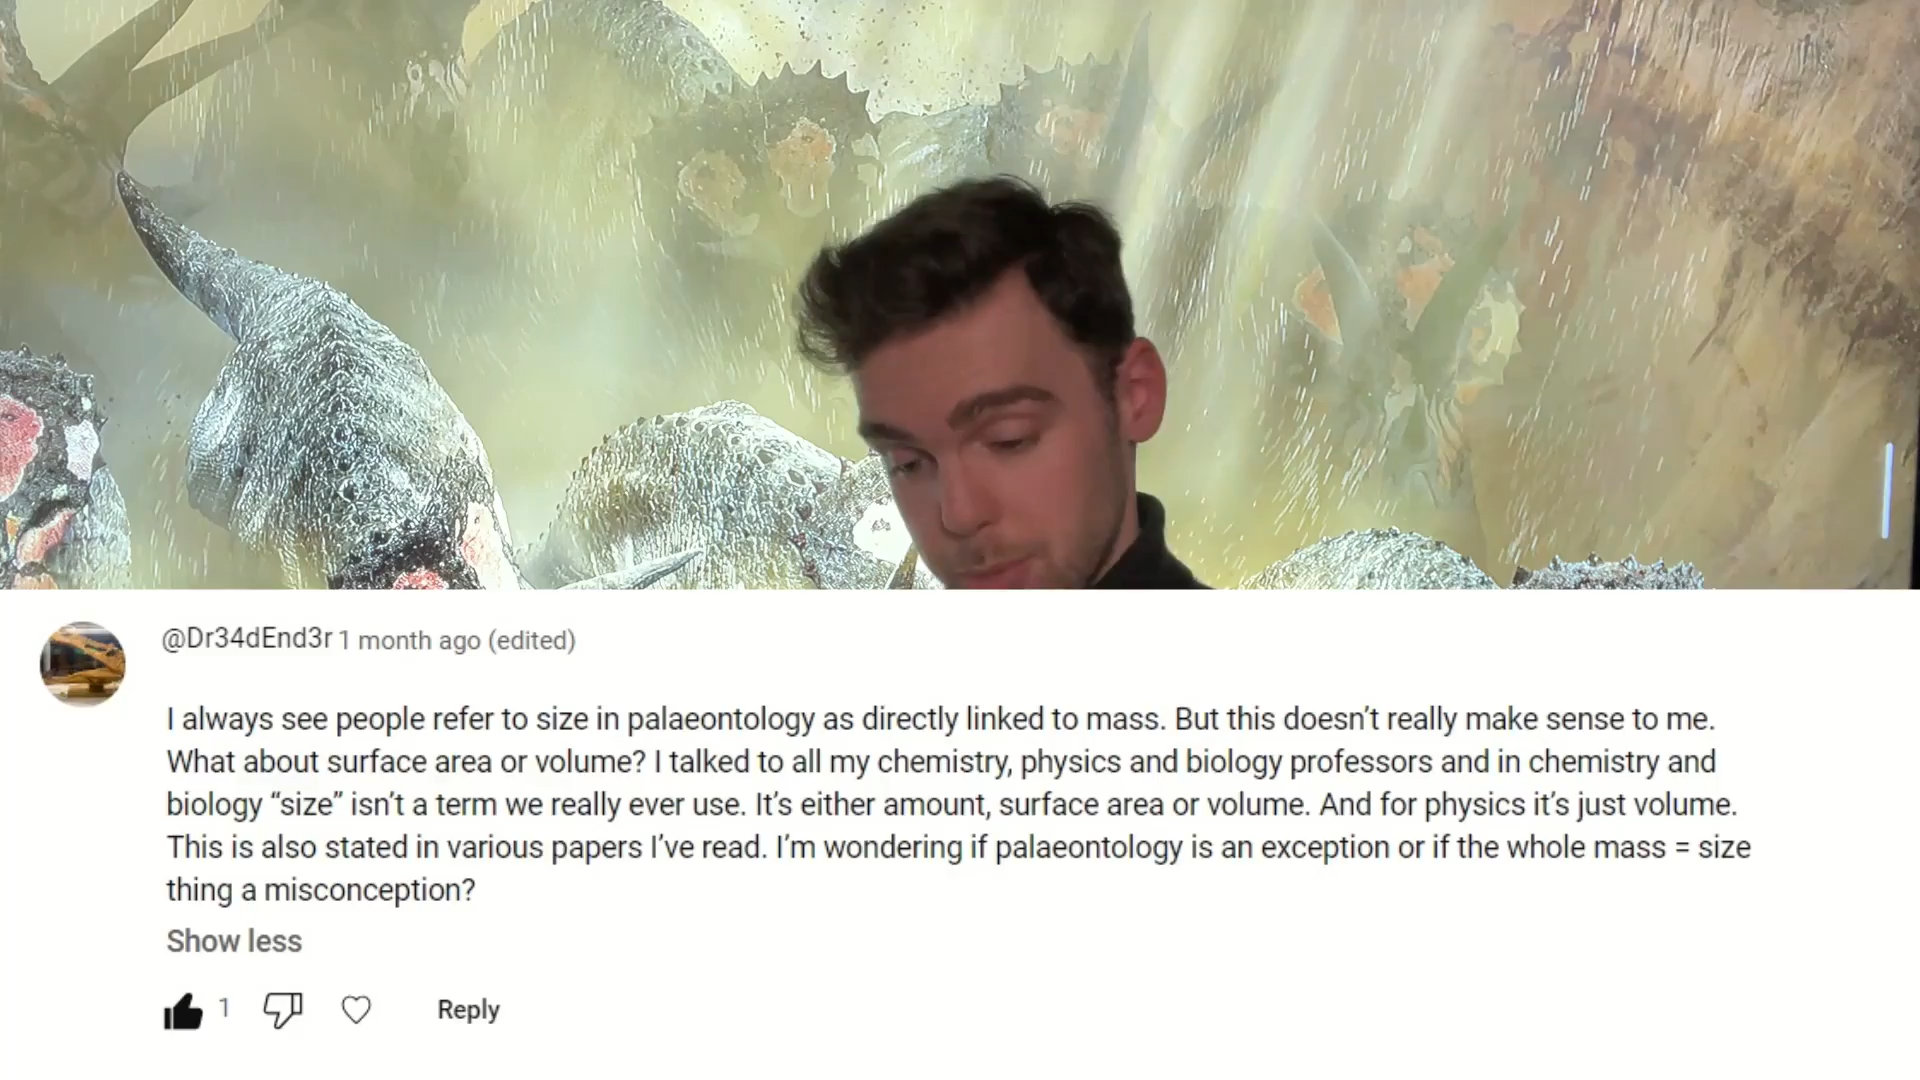 @Dr34dEnd3r 1 month ago (edited)
I always see people refer to size in palaeontology as directly linked to mass. But this doesn’t really make sense to me.
What about surface area or volume? I talked to all my chemistry, physics and biology professors and in chemistry and
biology “size” isn’t a term we really ever use. It’s either amount, surface area or volume. And for physics it’s just volume.
This is also stated in various papers I’ve read. I’m wondering if palaeontology is an exception or if the whole mass = size
thing a misconception?
Show less
1 Reply